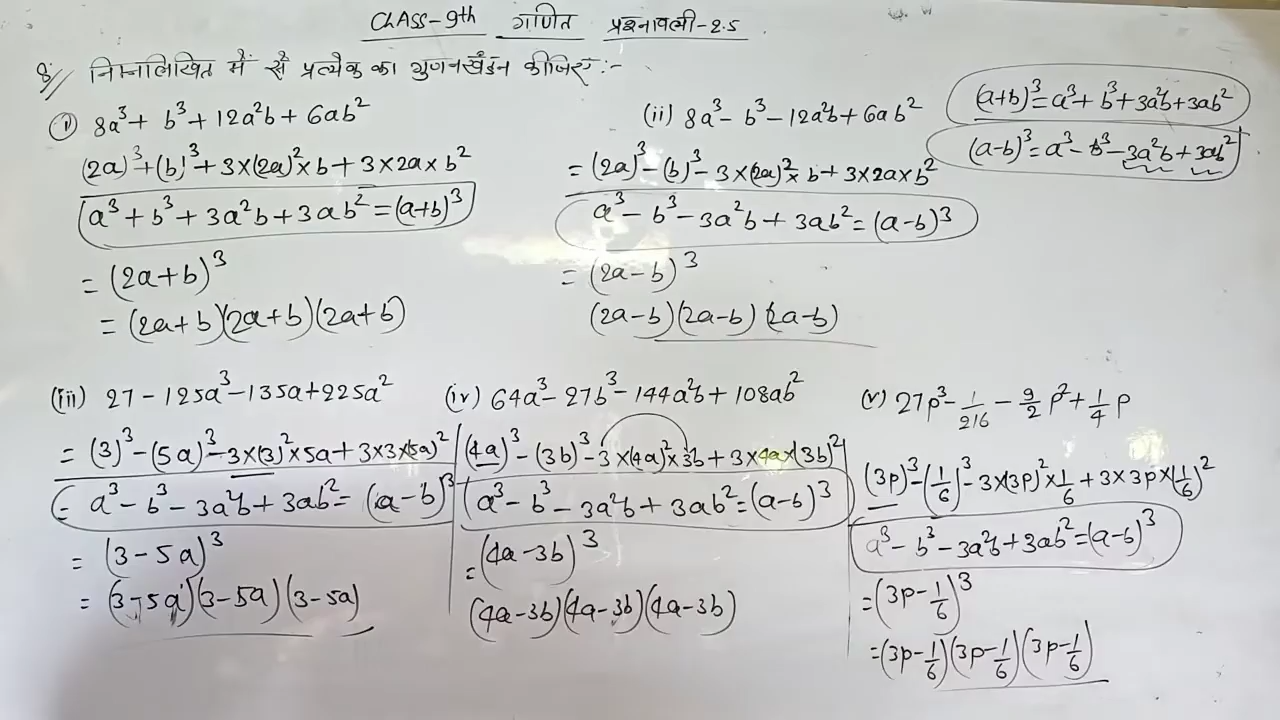 CLASS-9th गणित प्रश्नावली-2.5
8// निम्नलिखित में से प्रत्येक का गुणनखंडन कीजिए:-
(a+b)³=a³+b³+3a²b+3ab²
(a-b)³=a³-b³-3a²b+3ab²
(i) 8a³+b³+12a²b+6ab²
(2a)³+(b)³+3×(2a)²×b+3×2a×b²
a³+b³+3a²b+3ab²=(a+b)³
=(2a+b)³
=(2a+b)(2a+b)(2a+b)
(ii) 8a³-b³-12a²b+6ab²
=(2a)³-(b)³-3×(2a)²×b+3×2a×b²
a³-b³-3a²b+3ab²=(a-b)³
=(2a-b)³
(2a-b)(2a-b)(2a-b)
(iii) 27-125a³-135a+225a²
=(3)³-(5a)³-3×(3)²×5a+3×3×(5a)²
=a³-b³-3a²b+3ab²=(a-b)³
=(3-5a)³
=(3-5a)(3-5a)(3-5a)
(iv) 64a³-27b³-144a²b+108ab²
(4a)³-(3b)³-3×(4a)²×3b+3×4a×(3b)²
a³-b³-3a²b+3ab²=(a-b)³
=(4a-3b)³
(4a-3b)(4a-3b)(4a-3b)
(v) 27p³-1/216-9/2p²+1/4p
(3p)³-(1/6)³-3×(3p)²×1/6+3×3p×(1/6)²
a³-b³-3a²b+3ab²=(a-b)³
=(3p-1/6)³
=(3p-1/6)(3p-1/6)(3p-1/6)